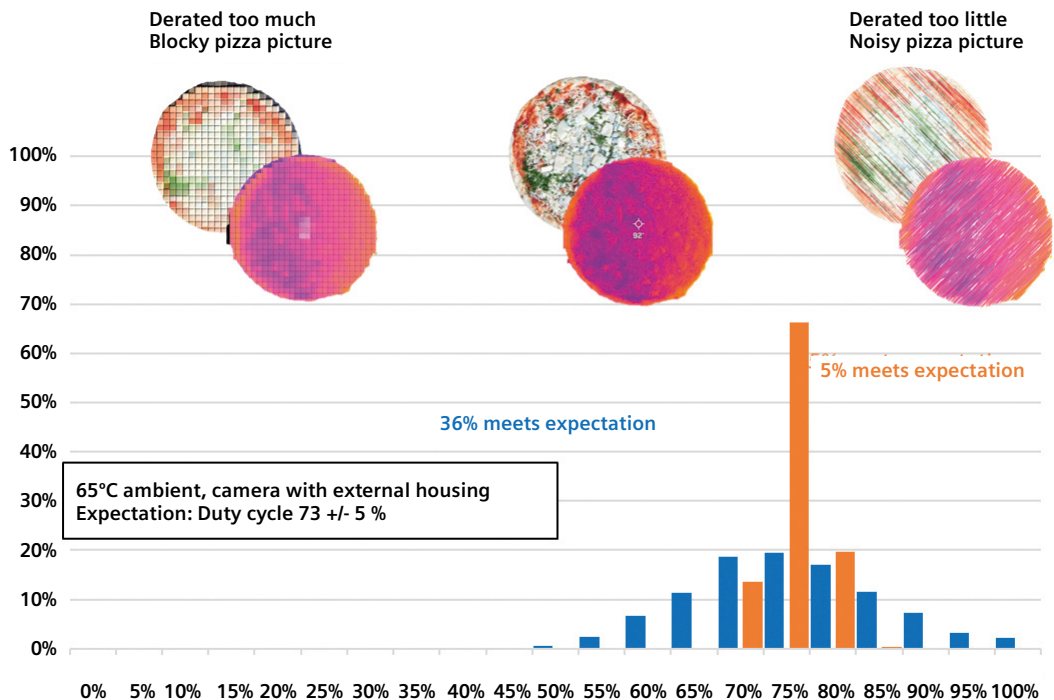 Derated too much
Blocky pizza picture
Derated too little
Noisy pizza picture
100%
90%
80%
70%
60%
50%
40%
30%
20%
10%
0%
92°
5% meets expectation
36% meets expectation
65°C ambient, camera with external housing
Expectation: Duty cycle 73 +/- 5 %
0% 5% 10% 15% 20% 25% 30% 35% 40% 45% 50% 55% 60% 65% 70% 75% 80% 85% 90% 95% 100%